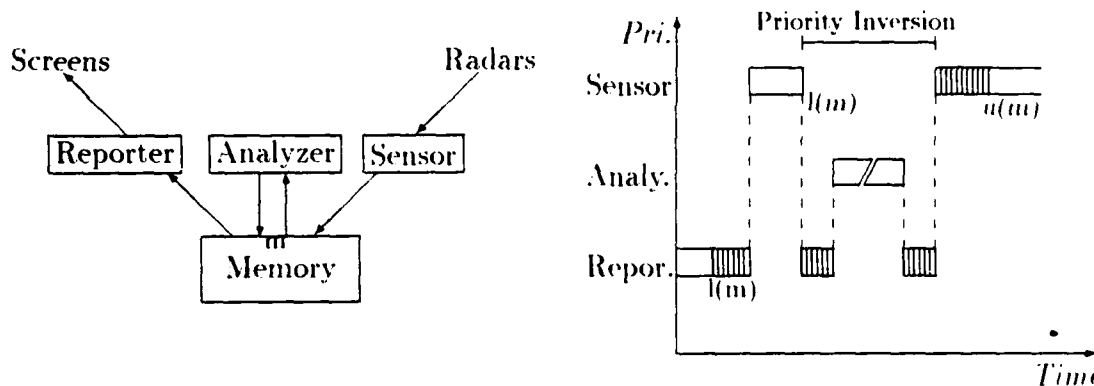 Screens
Radars
Reporter
Analyzer
Sensor
m
Memory
Priority Inversion
Pri.
Sensor
l(m)
u(m)
Analy.
Repor.
l(m)
Time